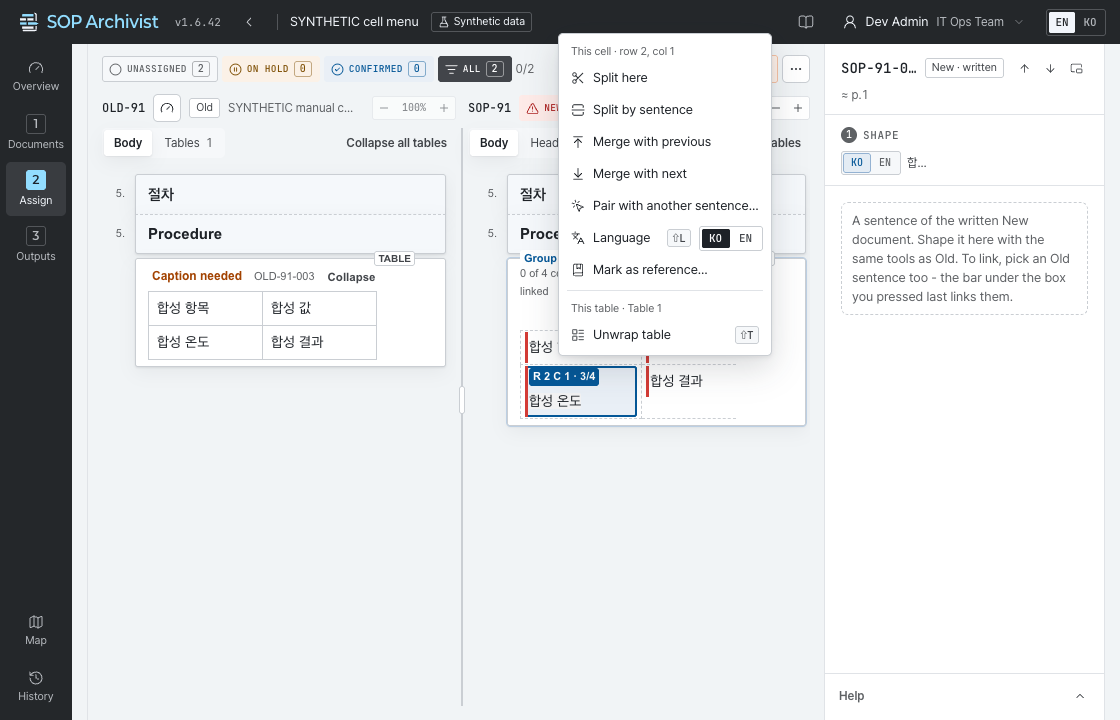 SOP Archivist v1.6.42 SYNTHETIC cell menu Synthetic data Dev Admin IT Ops Team EN KO
Overview
1
Documents
2
Assign
3
Outputs
Map
History
UNASSIGNED 2 ON HOLD 0 CONFIRMED 0 ALL 2 0/2
OLD-91 Old SYNTHETIC manual c... 100%
Body Tables 1 Collapse all tables
5. 절차
5. Procedure
TABLE
Caption needed OLD-91-003 Collapse
합성 항목 합성 값
합성 온도 합성 결과
SOP-91
Body
5. 절차
5.
Group
0 of 4
linked
합성
R 2 C 1 · 3/4
합성 온도 합성 결과
This cell · row 2, col 1
Split here
Split by sentence
Merge with previous
Merge with next
Pair with another sentence...
Language ⇧L KO EN
Mark as reference...
This table · Table 1
Unwrap table ⇧T
SOP-91-0... New · written
≈ p.1
1 SHAPE
KO EN 합...
A sentence of the written New
document. Shape it here with the
same tools as Old. To link, pick an Old
sentence too - the bar under the box
you pressed last links them.
Help